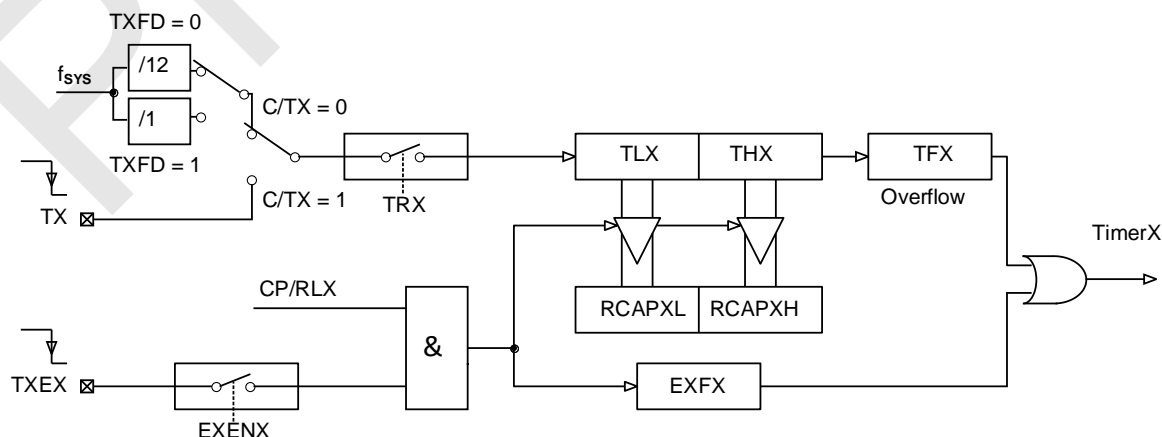 TXFD = 0
/12
fSYS
C/TX = 0
/1
TXFD = 1
TLX
THX
TFX
TX
C/TX = 1
TRX
Overflow
TimerX
CP/RLX
RCAPXL
RCAPXH
&
TXEX
EXFX
EXENX